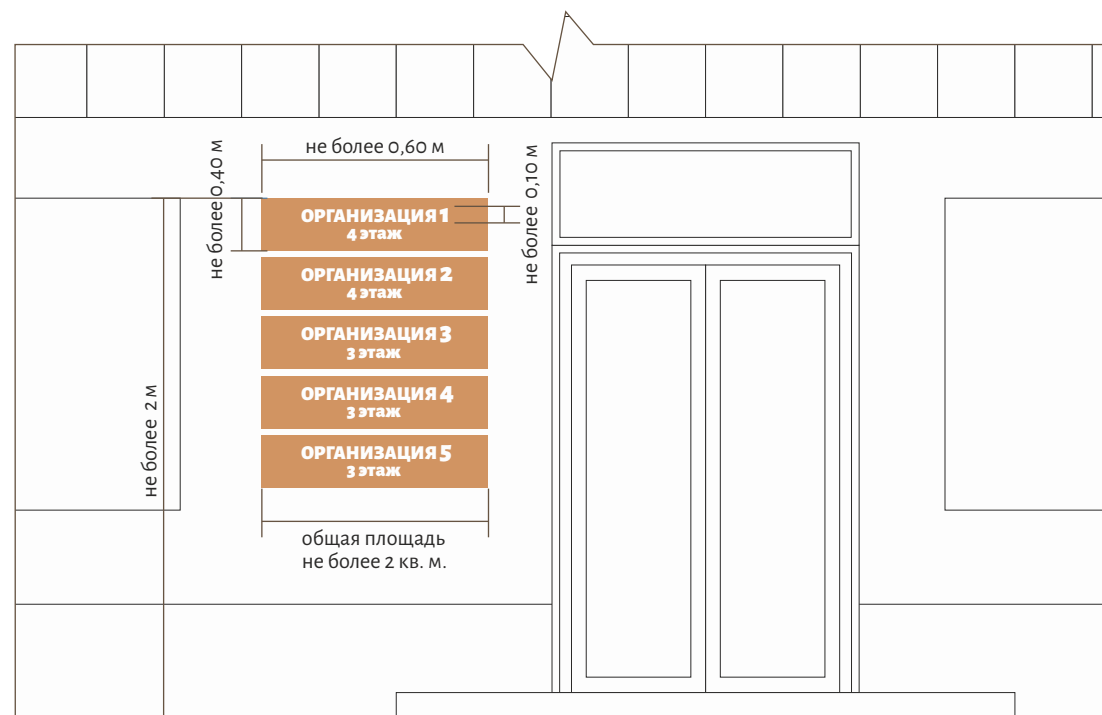 не более 0,60 м
не более 0,40 м
не более 0,10 м
ОРГАНИЗАЦИЯ 1
4 этаж
ОРГАНИЗАЦИЯ 2
4 этаж
ОРГАНИЗАЦИЯ 3
3 этаж
ОРГАНИЗАЦИЯ 4
3 этаж
ОРГАНИЗАЦИЯ 5
3 этаж
не более 2 м
общая площадь
не более 2 кв. м.